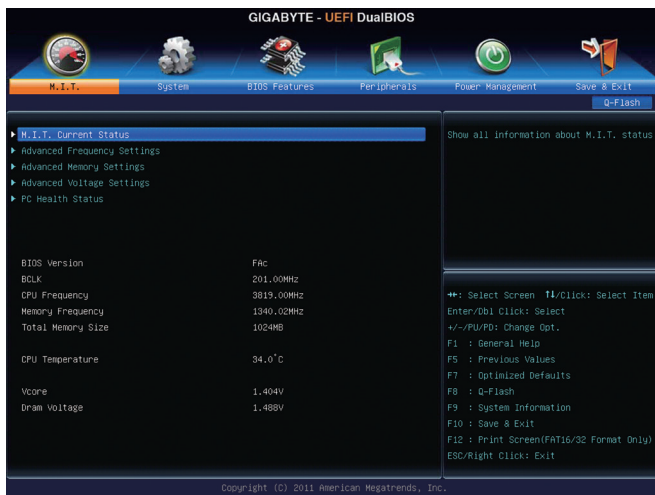 GIGABYTE - UEFI DualBIOS
M.I.T. System BIOS Features Peripherals Power Management Save & Exit
Q-Flash
M.I.T. Current Status
Advanced Frequency Settings
Advanced Memory Settings
Advanced Voltage Settings
PC Health Status
BIOS Version FAc
BCLK 201.00MHz
CPU Frequency 3819.00MHz
Memory Frequency 1340.02MHz
Total Memory Size 1024MB
CPU Temperature 34.0°C
Vcore 1.404V
Dram Voltage 1.488V
Show all information about M.I.T. status
↔: Select Screen ↑↓/Click: Select Item
Enter/Dbl Click: Select
+/-/PU/PD: Change Opt.
F1 : General Help
F5 : Previous Values
F7 : Optimized Defaults
F8 : Q-Flash
F9 : System Information
F10 : Save & Exit
F12 : Print Screen(FAT16/32 Format Only)
ESC/Right Click: Exit
Copyright (C) 2011 American Megatrends, Inc.